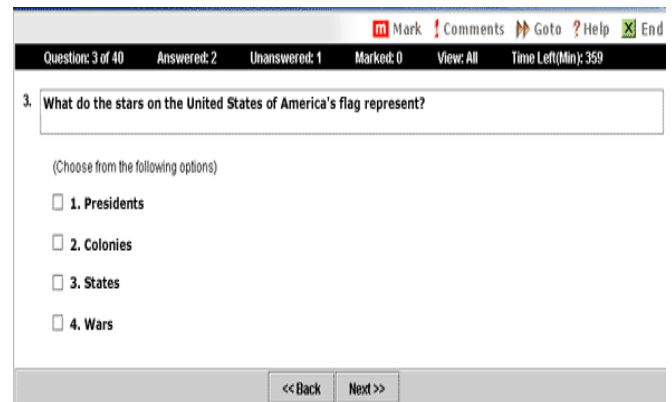 m Mark ! Comments Goto ? Help X End
Question: 3 of 40 Answered: 2 Unanswered: 1 Marked: 0 View: All Time Left(Min): 359
3. What do the stars on the United States of America's flag represent?
(Choose from the following options)
1. Presidents
2. Colonies
3. States
4. Wars
<< Back Next >>